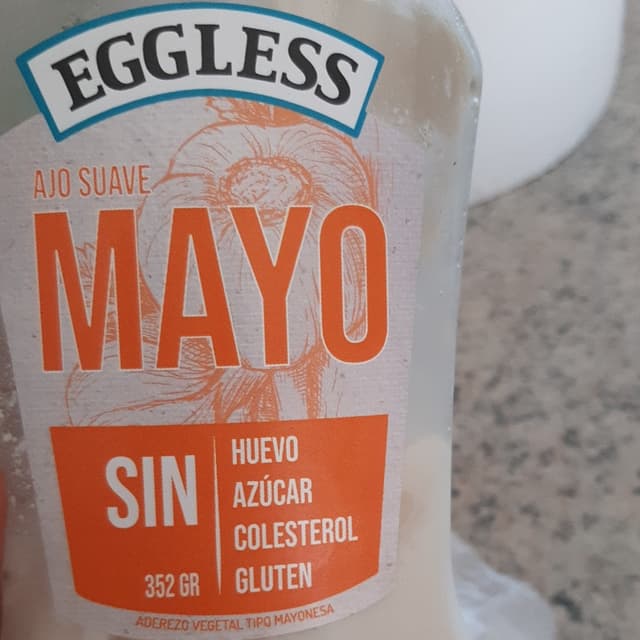 EGGLESS
AJO SUAVE
MAYO
SIN
HUEVO
AZÚCAR
COLESTEROL
GLUTEN
352 GR
ADEREZO VEGETAL TIPO MAYONESA